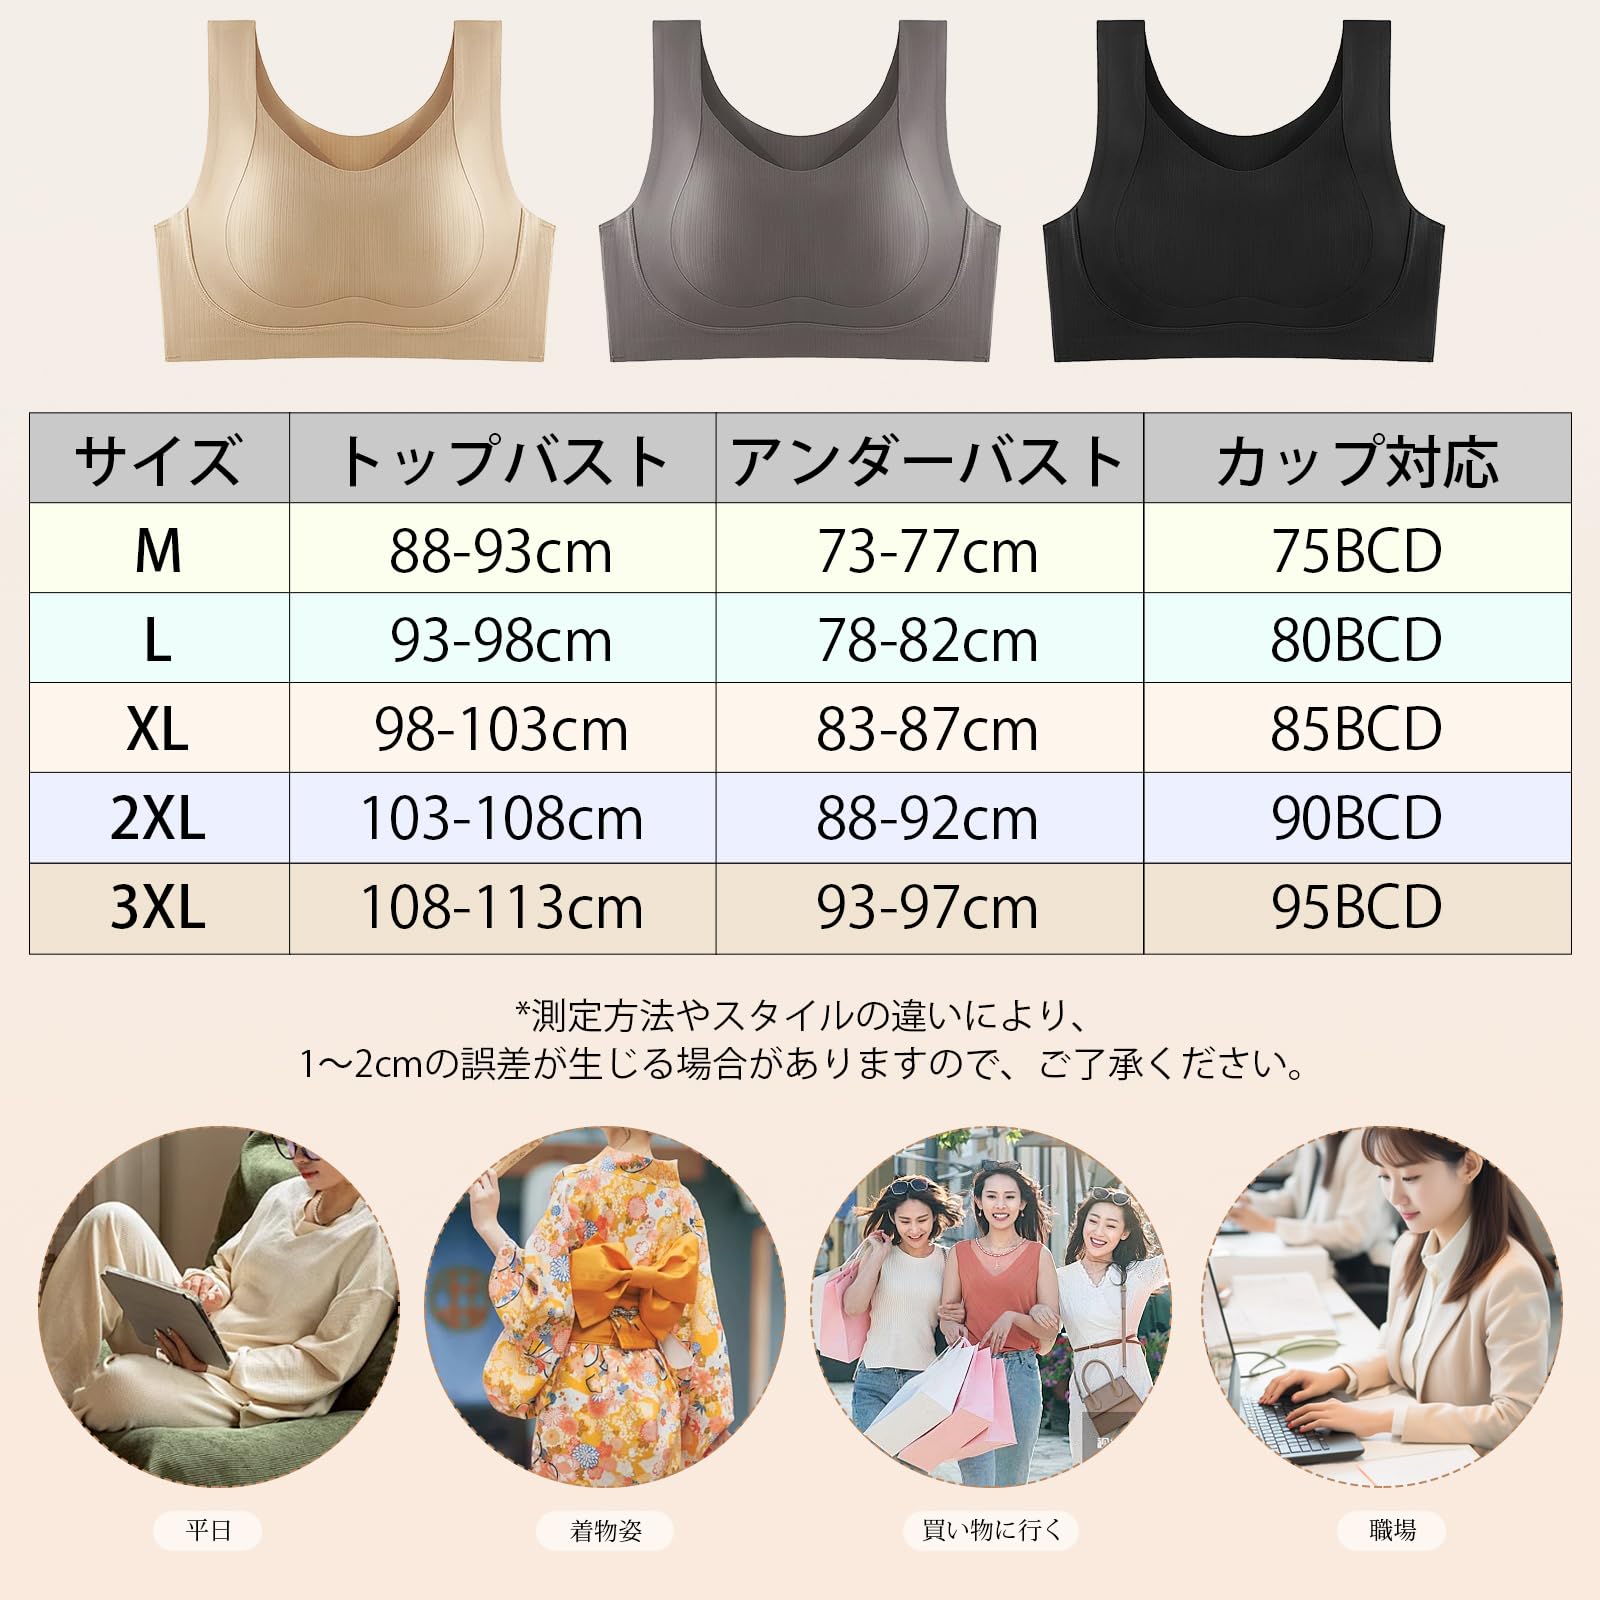 サイズ トップバスト アンダーバスト カップ対応
M 88-93cm 73-77cm 75BCD
L 93-98cm 78-82cm 80BCD
XL 98-103cm 83-87cm 85BCD
2XL 103-108cm 88-92cm 90BCD
3XL 108-113cm 93-97cm 95BCD
*測定方法やスタイルの違いにより、
1～2cmの誤差が生じる場合がありますので、ご了承ください。
平日 着物姿 買い物に行く 職場